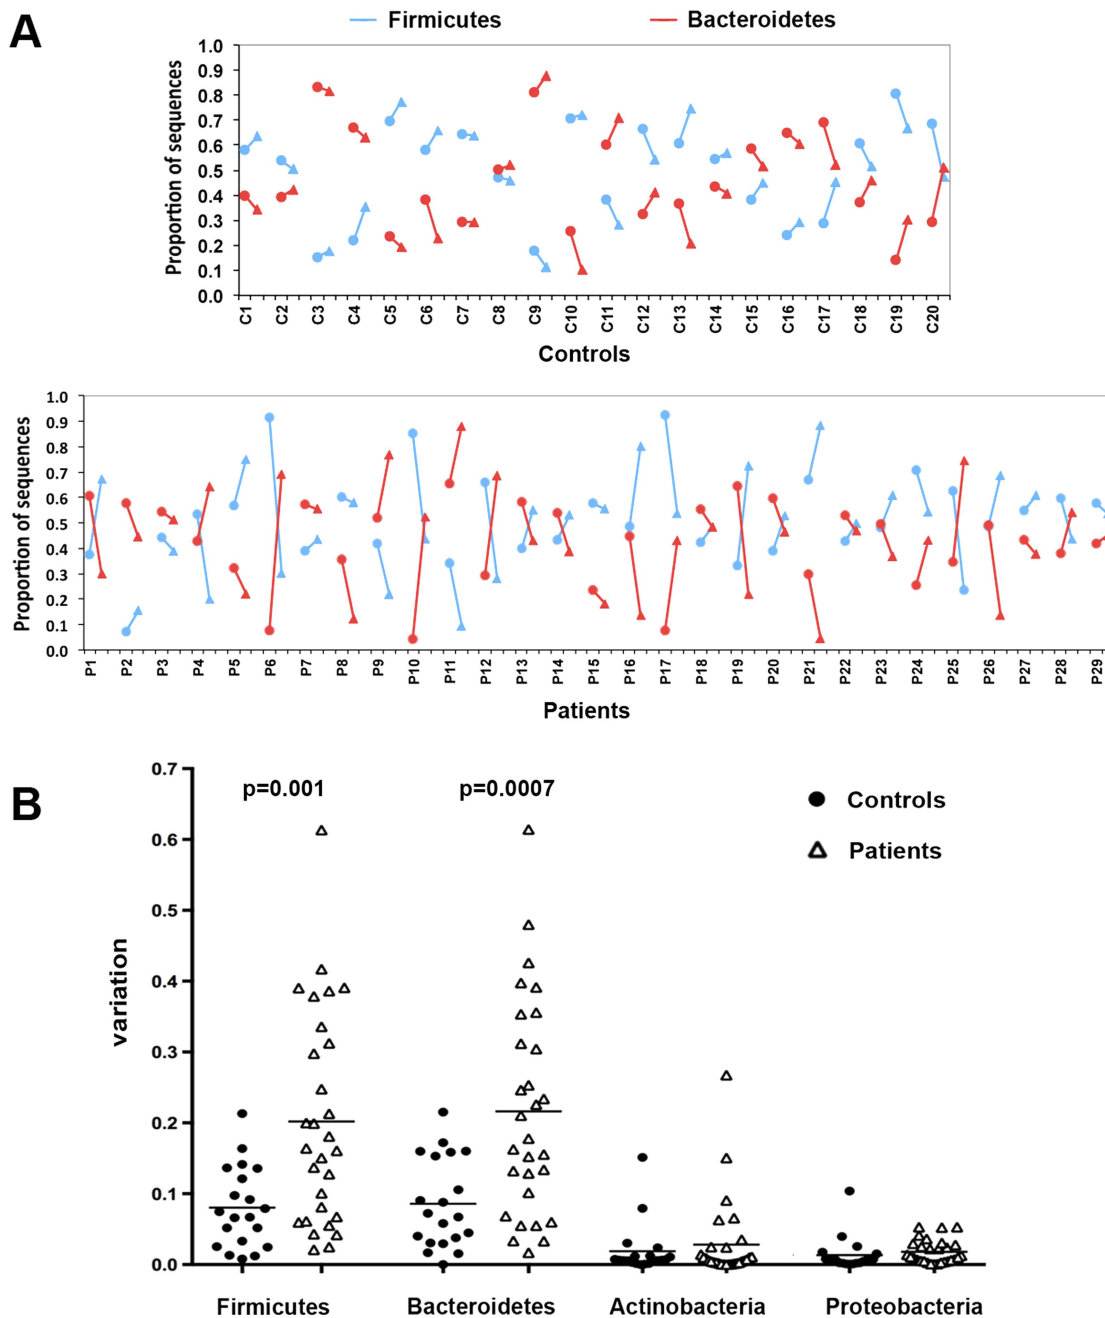 A
Firmicutes
Bacteroidetes
Proportion of sequences
1.0
0.9
0.8
0.7
0.6
0.5
0.4
0.3
0.2
0.1
0.0
C1 C2 C3 C4 C5 C6 C7 C8 C9 C10 C11 C12 C13 C14 C15 C16 C17 C18 C19 C20
Controls
Proportion of sequences
1.0
0.9
0.8
0.7
0.6
0.5
0.4
0.3
0.2
0.1
0.0
P1 P2 P3 P4 P5 P6 P7 P8 P9 P10 P11 P12 P13 P14 P15 P16 P17 P18 P19 P20 P21 P22 P23 P24 P25 P26 P27 P28 P29
Patients
B
variation
0.7
0.6
0.5
0.4
0.3
0.2
0.1
0.0
p=0.001
p=0.0007
Controls
Patients
Firmicutes
Bacteroidetes
Actinobacteria
Proteobacteria